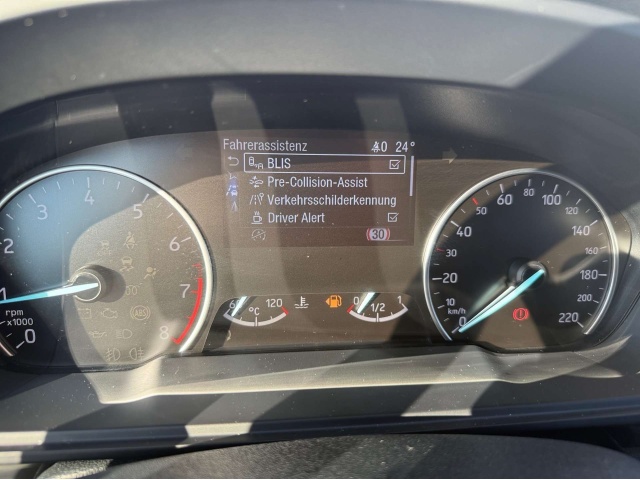 Fahrerassistenz 40 24°
BLIS
Pre-Collision-Assist
Verkehrsschilderkennung
Driver Alert
30
0 1 2 3 4 5 6 7 8
rpm
x1000
120
°C
0 1/2 1
0 10 20 30 50 60 80 100 120 140 160 180 200 220
km/h
ABS